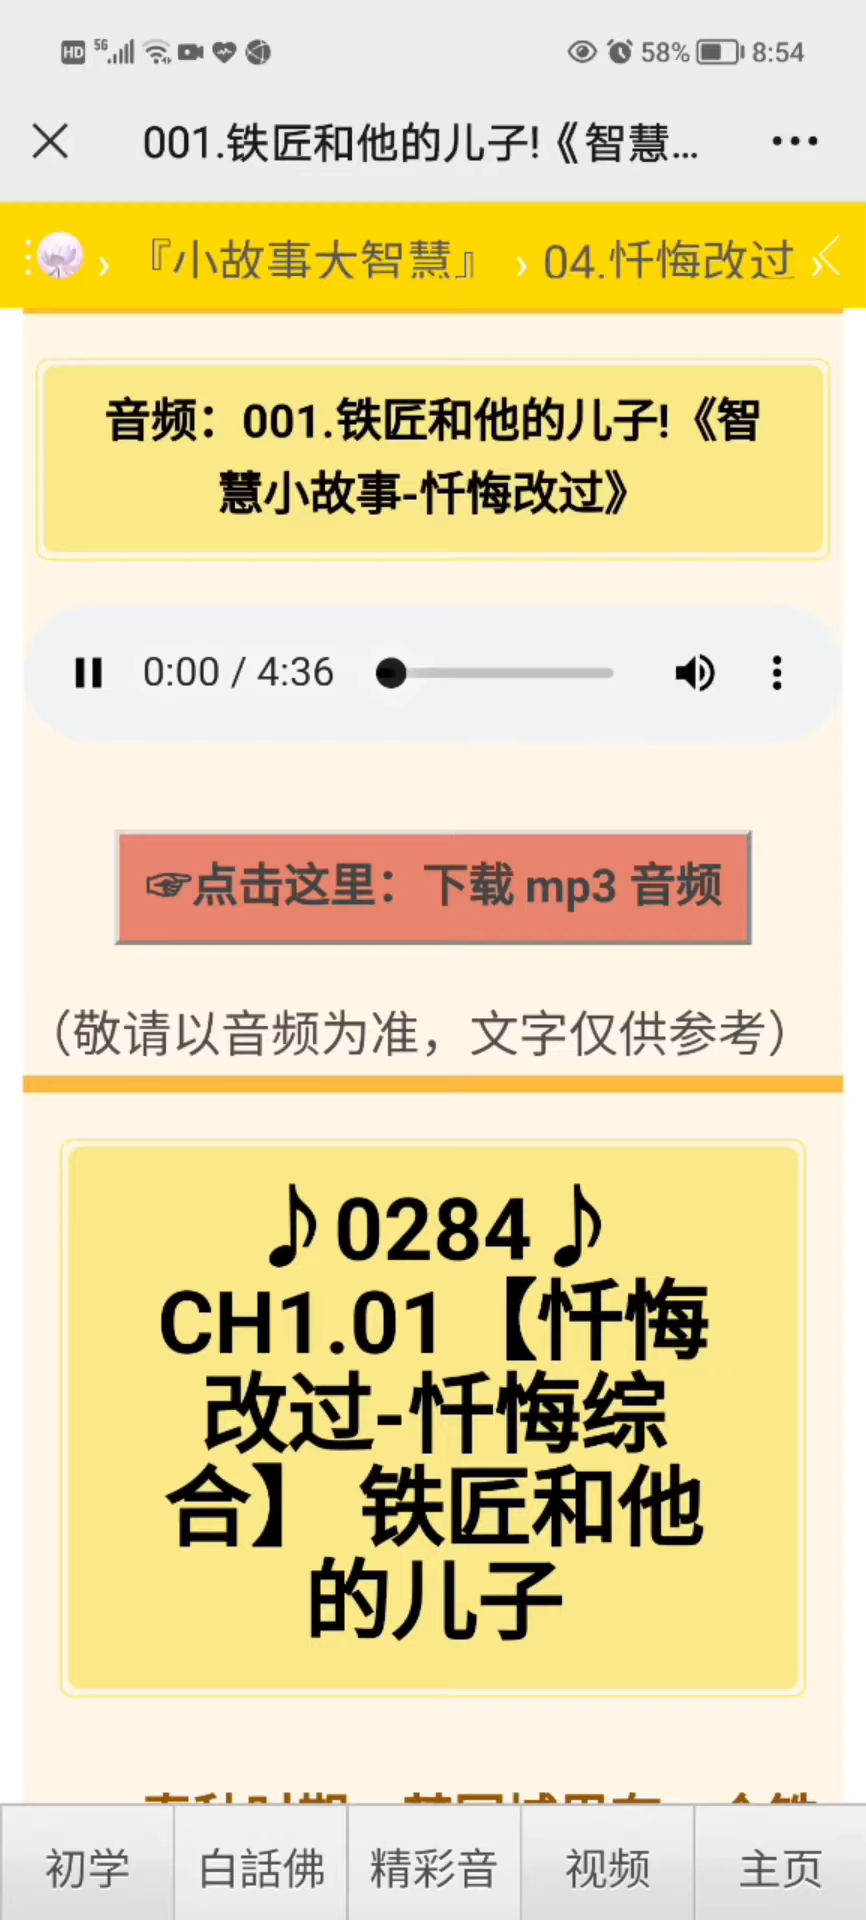 HD 5G 58% 8:54
001.铁匠和他的儿子!《智慧...
『小故事大智慧』 › 04.忏悔改过
音频：001.铁匠和他的儿子!《智
慧小故事-忏悔改过》
0:00 / 4:36
☞点击这里：下载 mp3 音频
（敬请以音频为准，文字仅供参考）
♪0284♪
CH1.01【忏悔
改过-忏悔综
合】 铁匠和他
的儿子
初学 白話佛 精彩音 视频 主页